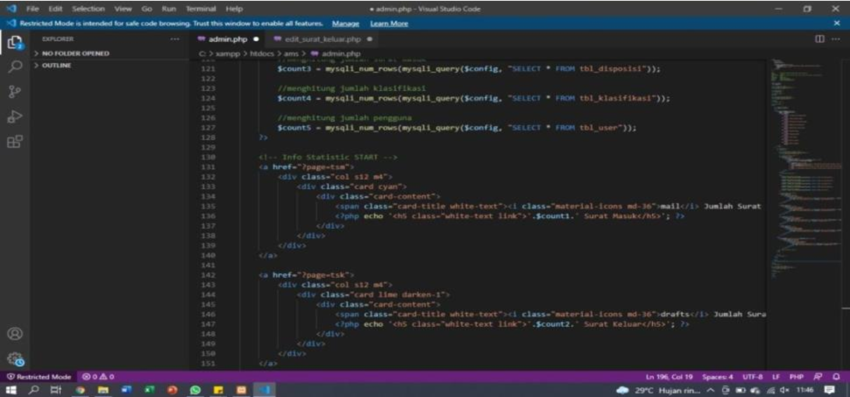 File Edit Selection View Go Run Terminal Help
admin.php - Visual Studio Code
Restricted Mode is intended for safe code browsing. Trust this window to enable all features. Manage Learn More
EXPLORER
NO FOLDER OPENED
OUTLINE
admin.php edit_surat_keluar.php
C: > xampp > htdocs > ams > admin.php
121 $count3 = mysqli_num_rows(mysqli_query($config, "SELECT * FROM tbl_disposisi"));
122
123 //menghitung jumlah klasifikasi
124 $count4 = mysqli_num_rows(mysqli_query($config, "SELECT * FROM tbl_klasifikasi"));
125
126 //menghitung jumlah pengguna
127 $count5 = mysqli_num_rows(mysqli_query($config, "SELECT * FROM tbl_user"));
128 ?>
129
130 <!-- Info Statistic START -->
131 <a href="?page=tsm">
132 <div class="col s12 m4">
133 <div class="card cyan">
134 <div class="card-content">
135 <span class="card-title white-text"><i class="material-icons md-36">mail</i> Jumlah Surat
136 <?php echo '<h5 class="white-text link">'.$count1.' Surat Masuk</h5>'; ?>
137 </div>
138 </div>
139 </div>
140 </a>
141
142 <a href="?page=tsk">
143 <div class="col s12 m4">
144 <div class="card lime darken-1">
145 <div class="card-content">
146 <span class="card-title white-text"><i class="material-icons md-36">drafts</i> Jumlah Sura
147 <?php echo '<h5 class="white-text link">'.$count2.' Surat Keluar</h5>'; ?>
148 </div>
149 </div>
150 </div>
151 </a>
Restricted Mode 0 0 Ln 196, Col 19 Spaces: 4 UTF-8 LF PHP
29°C Hujan rin... 11:46